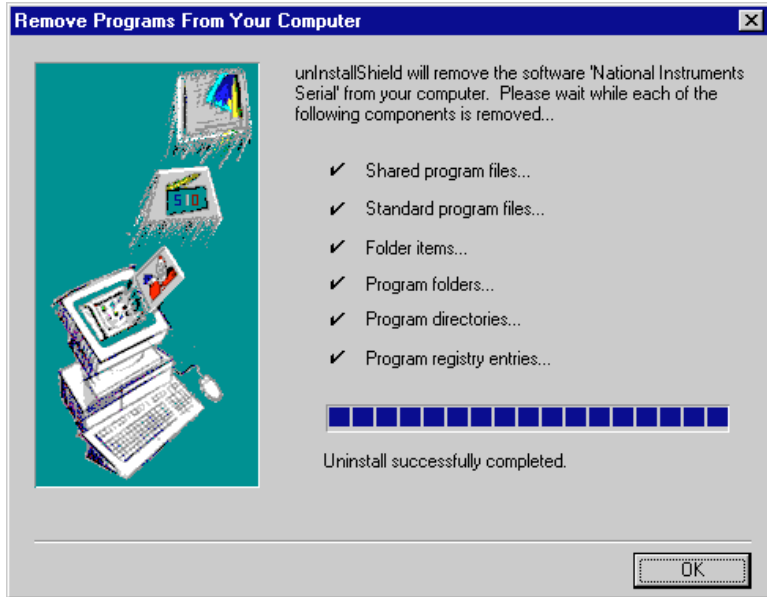 Remove Programs From Your Computer
unInstallShield will remove the software 'National Instruments
Serial' from your computer.  Please wait while each of the
following components is removed...
✔ Shared program files...
✔ Standard program files...
✔ Folder items...
✔ Program folders...
✔ Program directories...
✔ Program registry entries...
510
Uninstall successfully completed.
OK